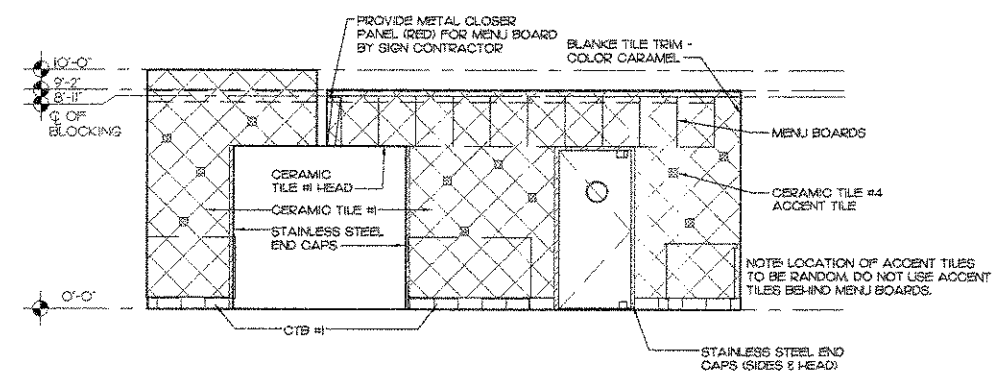 PROVIDE METAL CLOSER
PANEL (RED) FOR MENU BOARD
BY SIGN CONTRACTOR
BLANKE TILE TRIM -
COLOR CARAMEL
10'-0"
9'-2"
8'-11"
℄ OF
BLOCKING
MENU BOARDS
CERAMIC
TILE #1 HEAD
CERAMIC TILE #1
STAINLESS STEEL
END CAPS
CERAMIC TILE #4
ACCENT TILE
NOTE: LOCATION OF ACCENT TILES
TO BE RANDOM. DO NOT USE ACCENT
TILES BEHIND MENU BOARDS.
0'-0"
CTB #1
STAINLESS STEEL END
CAPS (SIDES & HEAD)